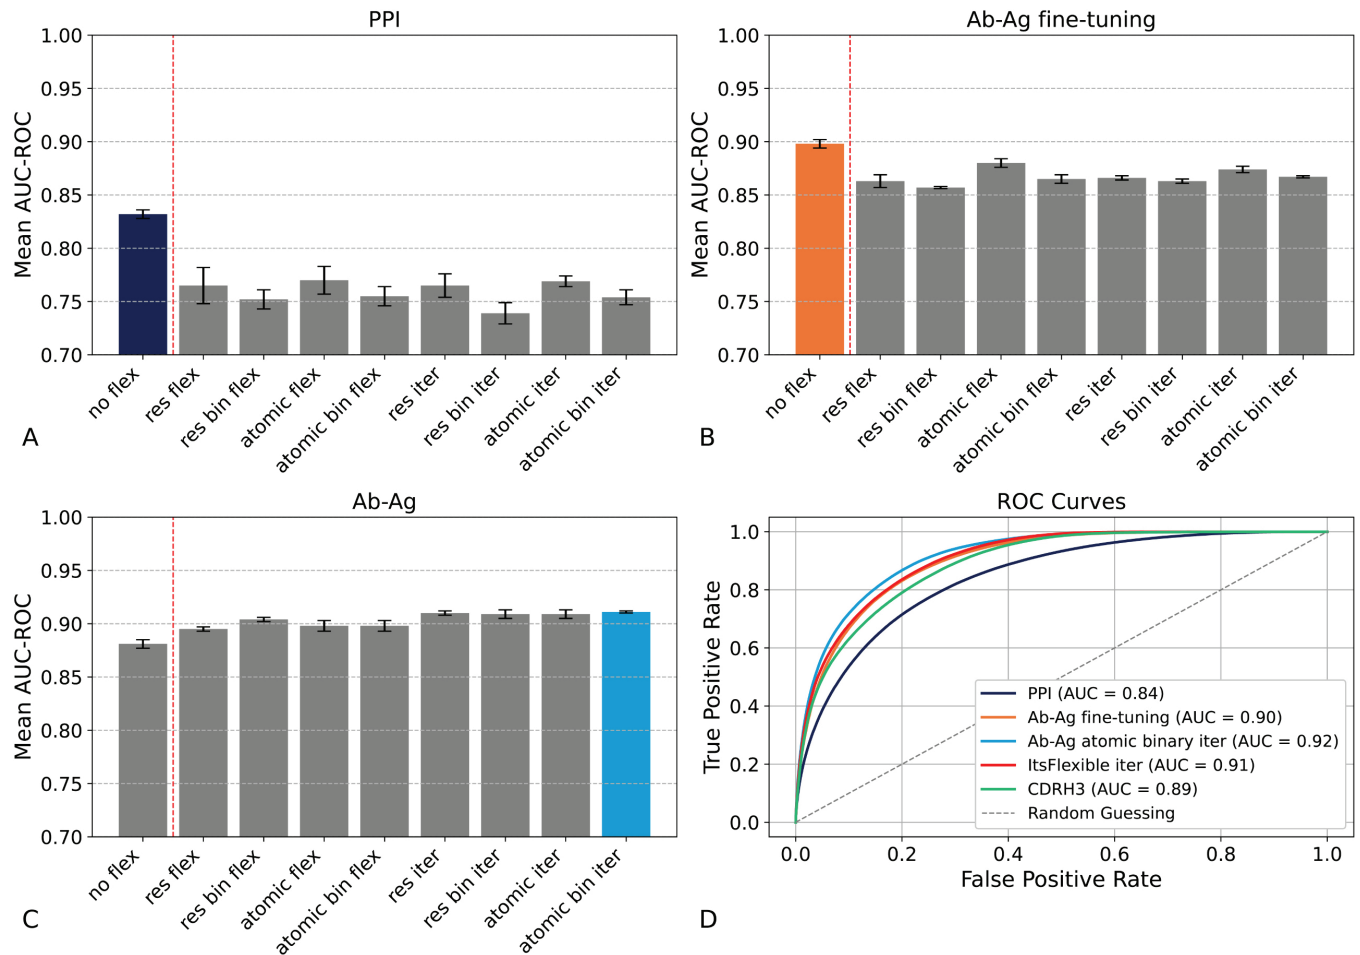 PPI
Mean AUC-ROC
1.00
0.95
0.90
0.85
0.80
0.75
0.70
no flex
res flex
res bin flex
atomic flex
atomic bin flex
res iter
res bin iter
atomic iter
atomic bin iter
A
Ab-Ag fine-tuning
Mean AUC-ROC
1.00
0.95
0.90
0.85
0.80
0.75
0.70
no flex
res flex
res bin flex
atomic flex
atomic bin flex
res iter
res bin iter
atomic iter
atomic bin iter
B
Ab-Ag
Mean AUC-ROC
1.00
0.95
0.90
0.85
0.80
0.75
0.70
no flex
res flex
res bin flex
atomic flex
atomic bin flex
res iter
res bin iter
atomic iter
atomic bin iter
C
ROC Curves
True Positive Rate
1.0
0.8
0.6
0.4
0.2
0.0
PPI (AUC = 0.84)
Ab-Ag fine-tuning (AUC = 0.90)
Ab-Ag atomic binary iter (AUC = 0.92)
ItsFlexible iter (AUC = 0.91)
CDRH3 (AUC = 0.89)
Random Guessing
0.0 0.2 0.4 0.6 0.8 1.0
False Positive Rate
D